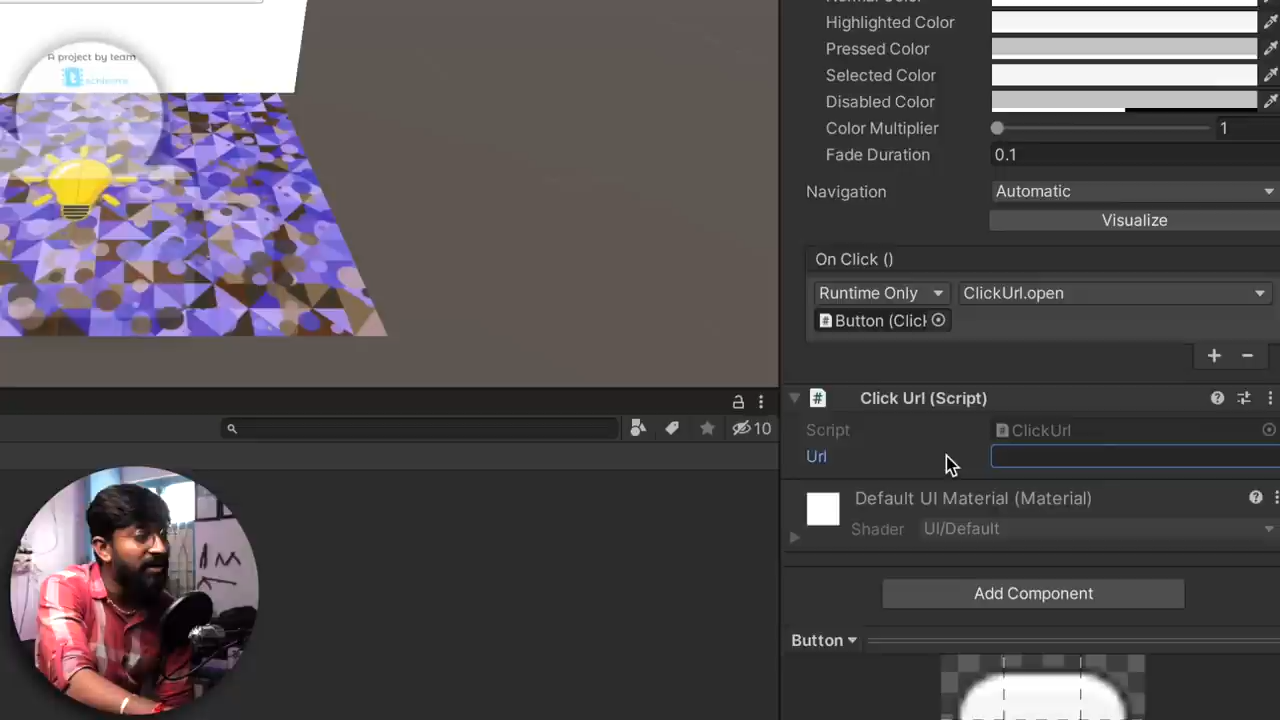 A project by team
t
Highlighted Color
Pressed Color
Selected Color
Disabled Color
Color Multiplier 1
Fade Duration 0.1
Navigation Automatic
Visualize
On Click ()
Runtime Only ClickUrl.open
Button (Click
+ -
# Click Url (Script)
Script ClickUrl
Url
10
Default UI Material (Material)
Shader UI/Default
Add Component
Button